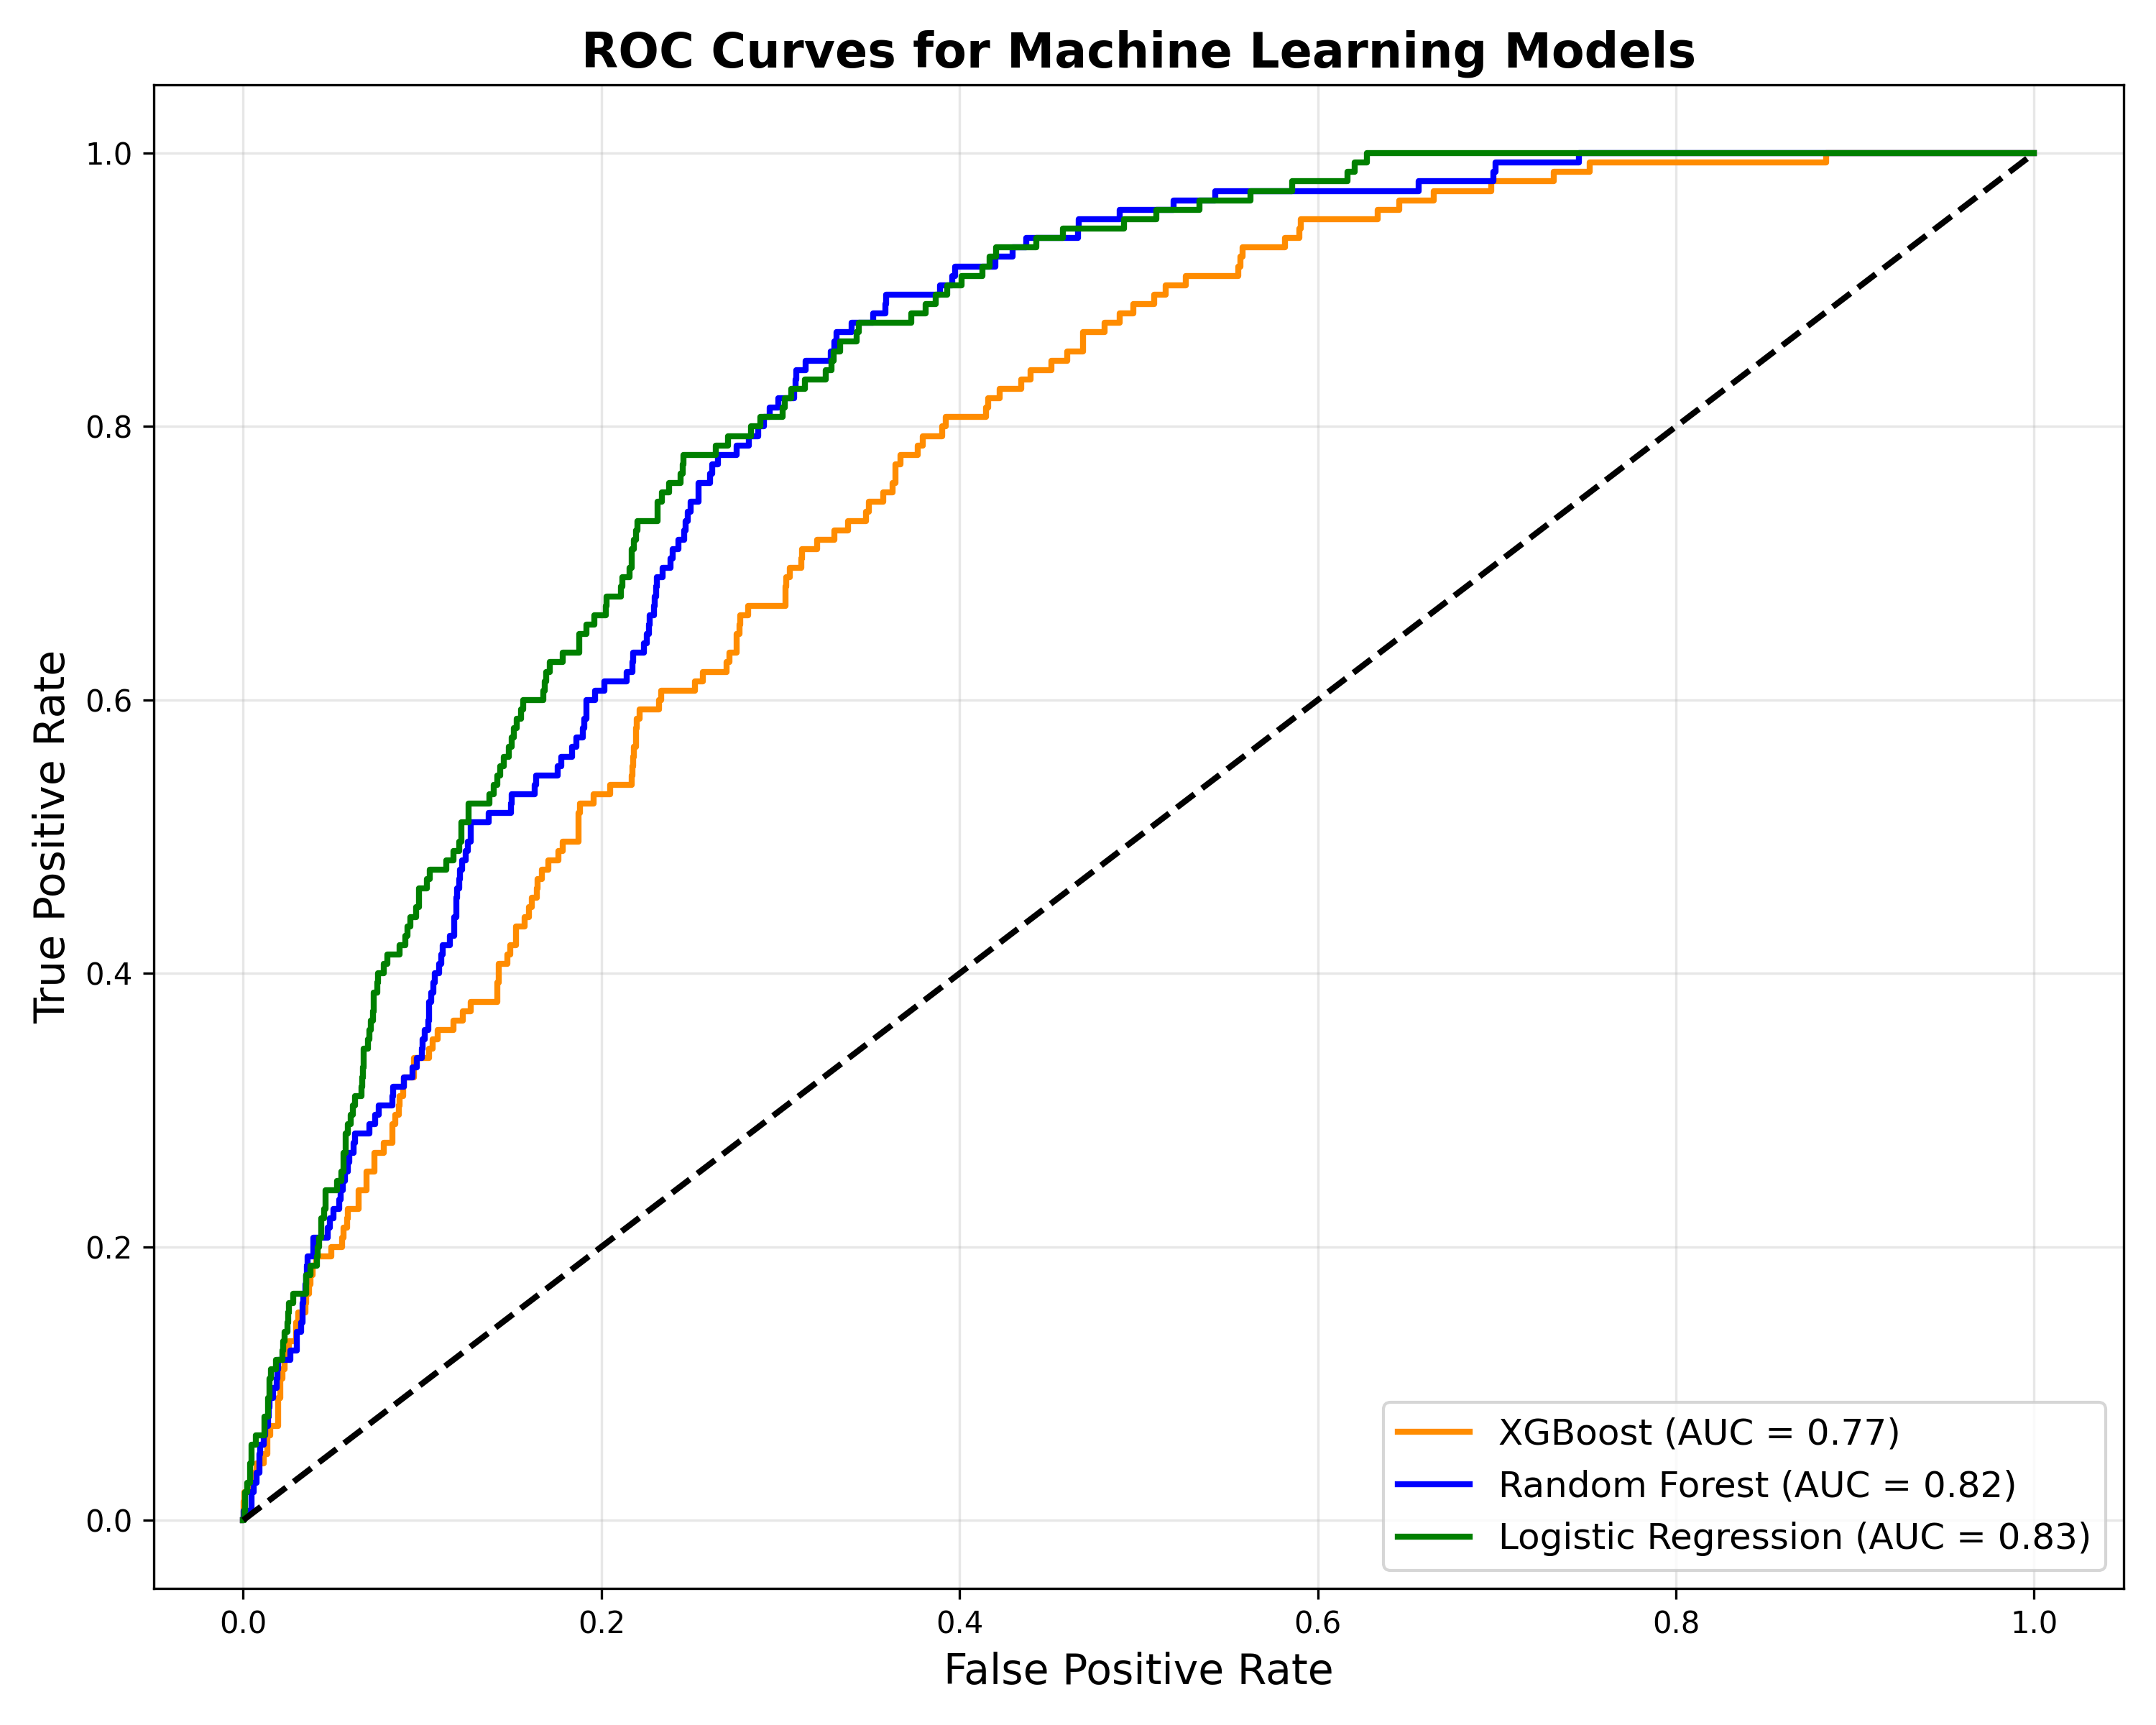 ROC Curves for Machine Learning Models
True Positive Rate
1.0
0.8
0.6
0.4
0.2
0.0
XGBoost (AUC = 0.77)
Random Forest (AUC = 0.82)
Logistic Regression (AUC = 0.83)
0.0 0.2 0.4 0.6 0.8 1.0
False Positive Rate